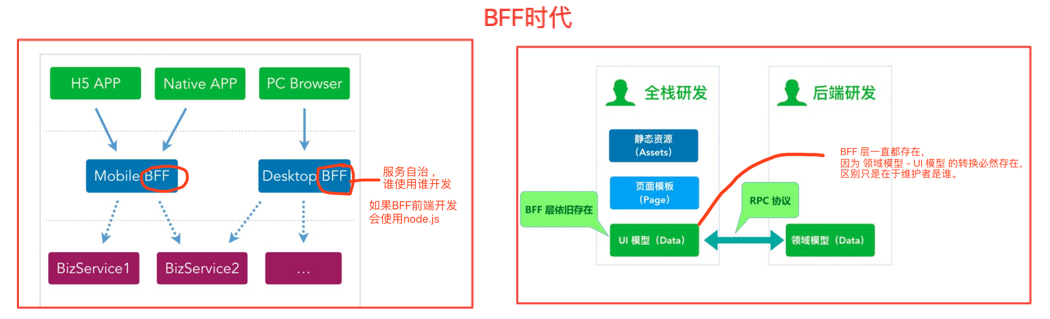 BFF时代
H5 APP
Native APP
PC Browser
Mobile BFF
Desktop BFF
服务自治，
谁使用谁开发
如果BFF前端开发
会使用node.js
BizService1
BizService2
...
全栈研发
后端研发
静态资源
（Assets）
页面模板
（Page）
BFF 层依旧存在
UI 模型（Data）
RPC 协议
领域模型（Data）
BFF 层一直都存在，
因为 领域模型 - UI 模型 的转换必然存在，
区别只是在于维护者是谁。